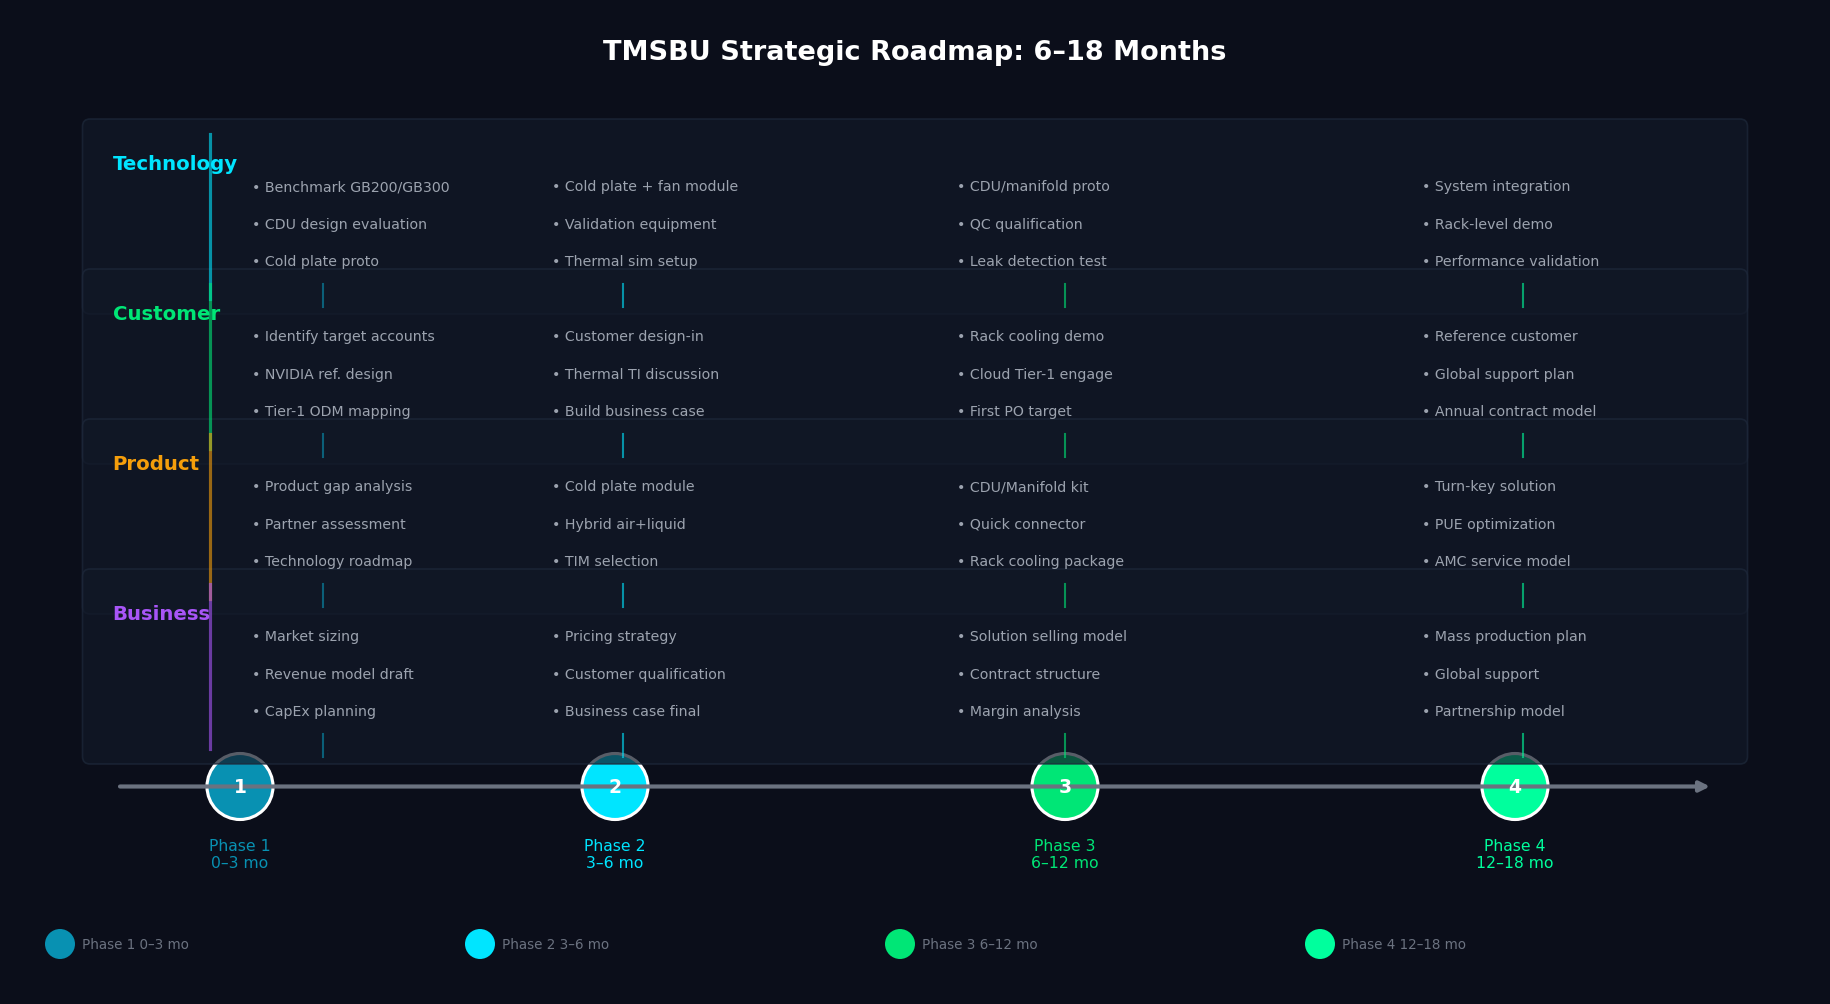 TMSBU Strategic Roadmap: 6–18 Months
Technology
• Benchmark GB200/GB300
• CDU design evaluation
• Cold plate proto
• Cold plate + fan module
• Validation equipment
• Thermal sim setup
• CDU/manifold proto
• QC qualification
• Leak detection test
• System integration
• Rack-level demo
• Performance validation
Customer
• Identify target accounts
• NVIDIA ref. design
• Tier-1 ODM mapping
• Customer design-in
• Thermal TI discussion
• Build business case
• Rack cooling demo
• Cloud Tier-1 engage
• First PO target
• Reference customer
• Global support plan
• Annual contract model
Product
• Product gap analysis
• Partner assessment
• Technology roadmap
• Cold plate module
• Hybrid air+liquid
• TIM selection
• CDU/Manifold kit
• Quick connector
• Rack cooling package
• Turn-key solution
• PUE optimization
• AMC service model
Business
• Market sizing
• Revenue model draft
• CapEx planning
• Pricing strategy
• Customer qualification
• Business case final
• Solution selling model
• Contract structure
• Margin analysis
• Mass production plan
• Global support
• Partnership model
1
2
3
4
Phase 1
0–3 mo
Phase 2
3–6 mo
Phase 3
6–12 mo
Phase 4
12–18 mo
Phase 1 0–3 mo
Phase 2 3–6 mo
Phase 3 6–12 mo
Phase 4 12–18 mo